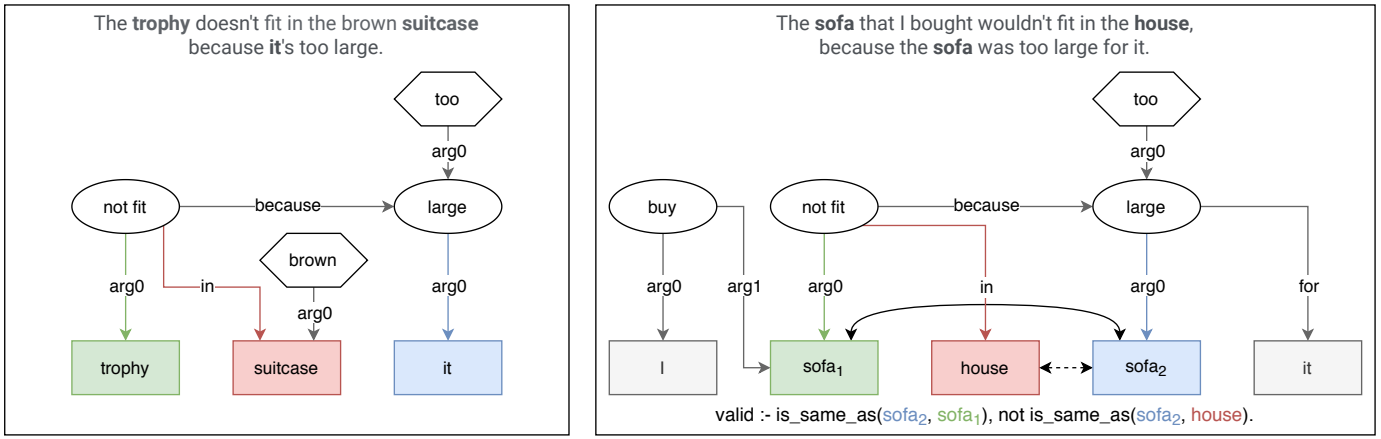 The trophy doesn't fit in the brown suitcase
because it's too large.
too
arg0
not fit
because
large
brown
arg0
in
arg0
arg0
trophy
suitcase
it
The sofa that I bought wouldn't fit in the house,
because the sofa was too large for it.
too
arg0
buy
not fit
because
large
arg0
arg1
arg0
in
arg0
for
I
sofa₁
house
sofa₂
it
valid :- is_same_as(sofa₂, sofa₁), not is_same_as(sofa₂, house).